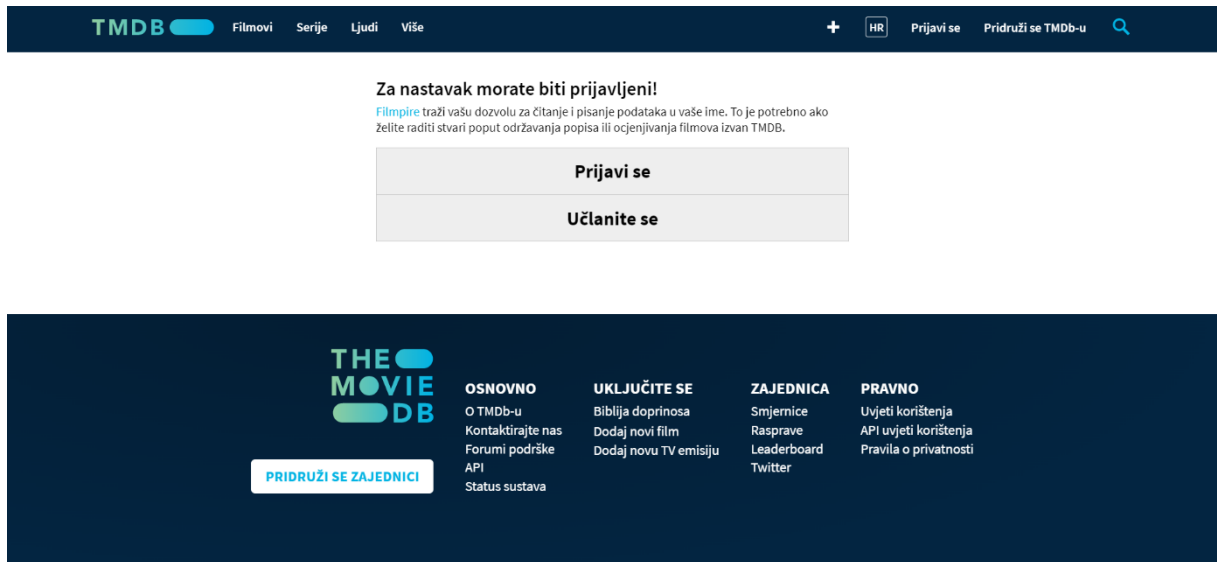 TMDB Filmovi Serije Ljudi Više + HR Prijavi se Pridruži se TMDb-u
Za nastavak morate biti prijavljeni!
Filmpire traži vašu dozvolu za čitanje i pisanje podataka u vaše ime. To je potrebno ako
želite raditi stvari poput održavanja popisa ili ocjenjivanja filmova izvan TMDB.
Prijavi se
Učlanite se
THE
MOVIE
DB
PRIDRUŽI SE ZAJEDNICI
OSNOVNO
O TMDb-u
Kontaktirajte nas
Forumi podrške
API
Status sustava
UKLJUČITE SE
Biblija doprinosa
Dodaj novi film
Dodaj novu TV emisiju
ZAJEDNICA
Smjernice
Rasprave
Leaderboard
Twitter
PRAVNO
Uvjeti korištenja
API uvjeti korištenja
Pravila o privatnosti